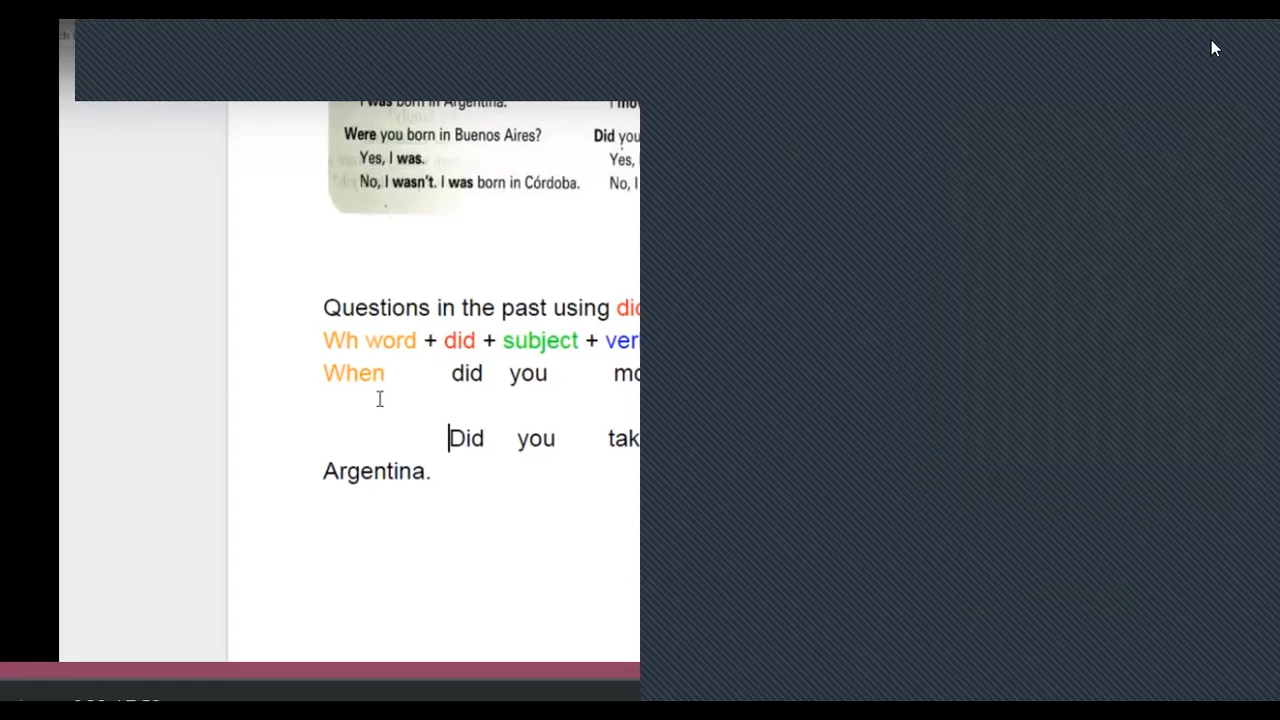 I was born in Argentina.
Were you born in Buenos Aires? Did you
Yes, I was. Yes,
No, I wasn't. I was born in Córdoba. No, I
Questions in the past using
Wh word + did + subject +
When did you
Did you
Argentina.